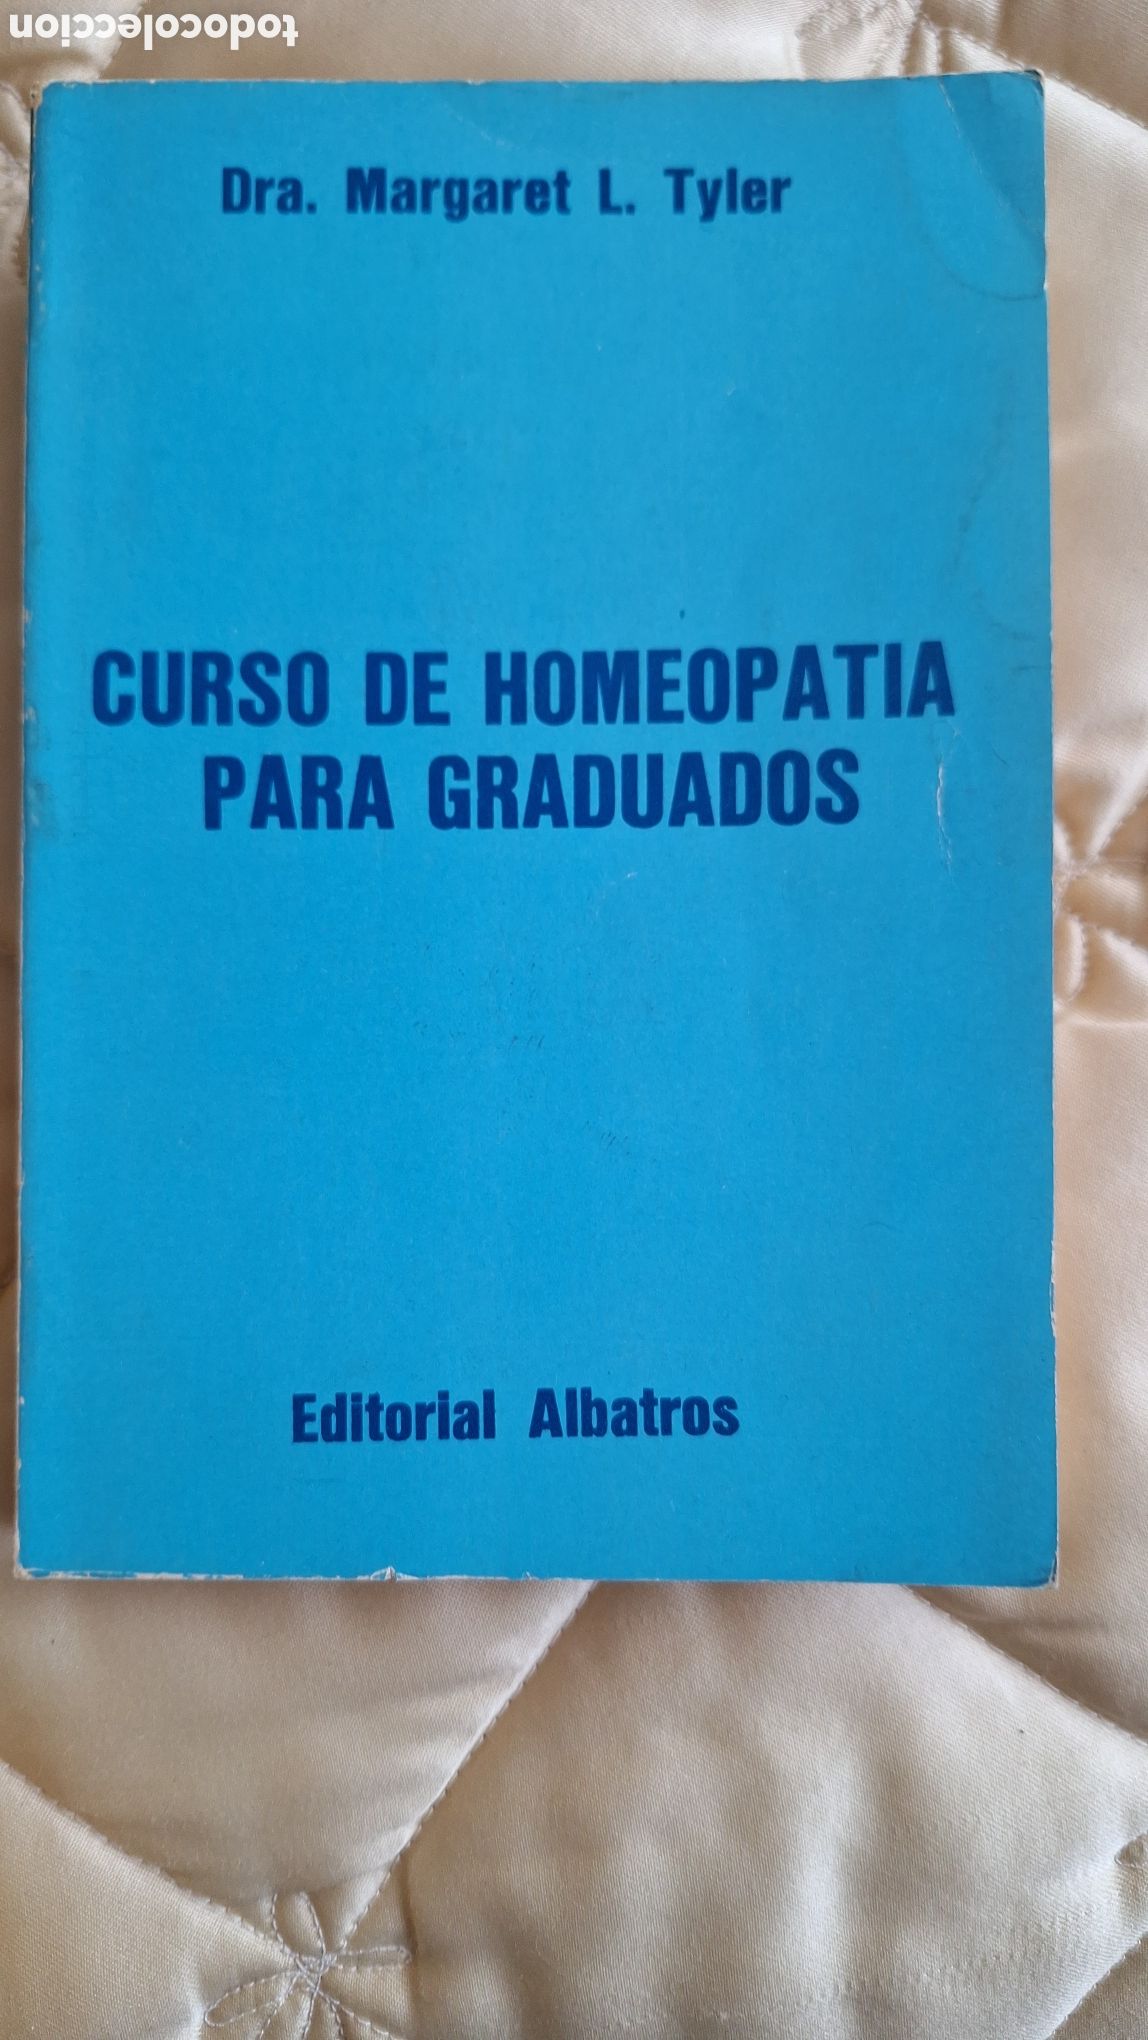 todocoleccion
Dra. Margaret L. Tyler
CURSO DE HOMEOPATIA
PARA GRADUADOS
Editorial Albatros